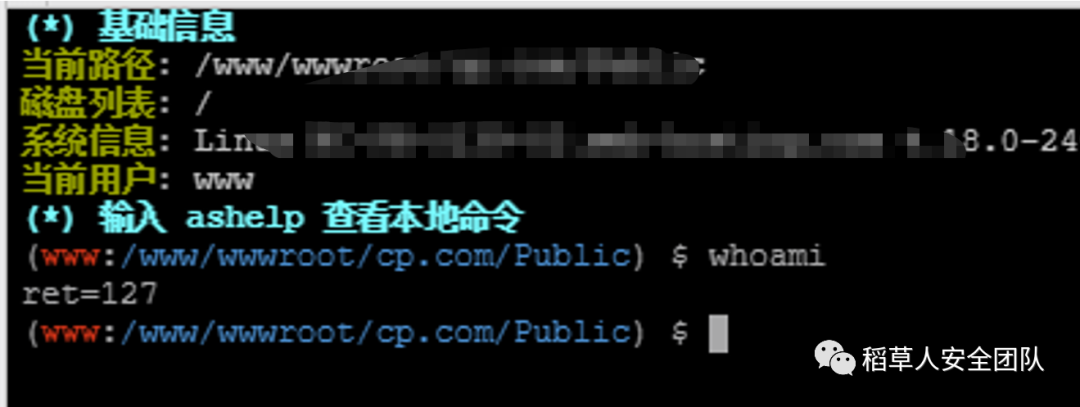 (*) 基础信息
当前路径: /www/wwwr
磁盘列表: /
系统信息: Lin 18.0-24
当前用户: www
(*) 输入 ashelp 查看本地命令
(www:/www/wwwroot/cp.com/Public) $ whoami
ret=127
(www:/www/wwwroot/cp.com/Public) $
稻草人安全团队